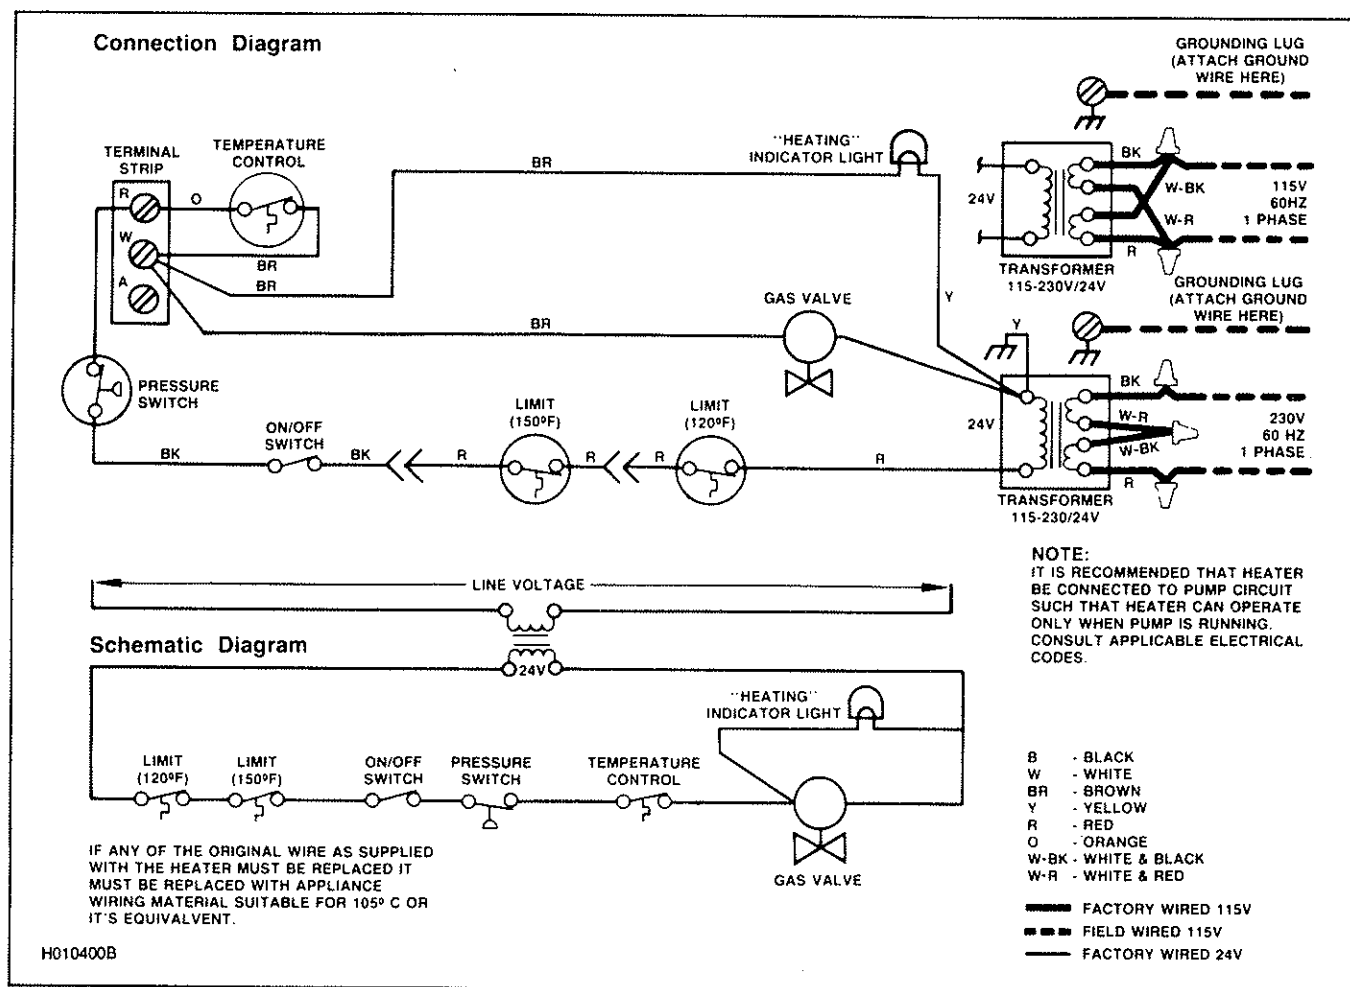 Connection Diagram
GROUNDING LUG
(ATTACH GROUND
WIRE HERE)
TERMINAL
STRIP
TEMPERATURE
CONTROL
"HEATING"
INDICATOR LIGHT
R
O
W
A
BR
BR
BR
BR
Y
24V
BK
W-BK
W-R
R
115V
60HZ
1 PHASE
TRANSFORMER
115-230V/24V
GROUNDING LUG
(ATTACH GROUND
WIRE HERE)
GAS VALVE
Y
PRESSURE
SWITCH
ON/OFF
SWITCH
LIMIT
(150ºF)
LIMIT
(120ºF)
BK
BK
R
R
R
R
24V
BK
W-R
W-BK
R
230V
60 HZ
1 PHASE
TRANSFORMER
115-230/24V
LINE VOLTAGE
NOTE:
IT IS RECOMMENDED THAT HEATER
BE CONNECTED TO PUMP CIRCUIT
SUCH THAT HEATER CAN OPERATE
ONLY WHEN PUMP IS RUNNING.
CONSULT APPLICABLE ELECTRICAL
CODES.
Schematic Diagram
24V
"HEATING"
INDICATOR LIGHT
LIMIT
(120ºF)
LIMIT
(150ºF)
ON/OFF
SWITCH
PRESSURE
SWITCH
TEMPERATURE
CONTROL
GAS VALVE
B - BLACK
W - WHITE
BR - BROWN
Y - YELLOW
R - RED
O - ORANGE
W-BK - WHITE & BLACK
W-R - WHITE & RED
FACTORY WIRED 115V
FIELD WIRED 115V
FACTORY WIRED 24V
IF ANY OF THE ORIGINAL WIRE AS SUPPLIED
WITH THE HEATER MUST BE REPLACED IT
MUST BE REPLACED WITH APPLIANCE
WIRING MATERIAL SUITABLE FOR 105º C OR
IT'S EQUIVALVENT.
H010400B